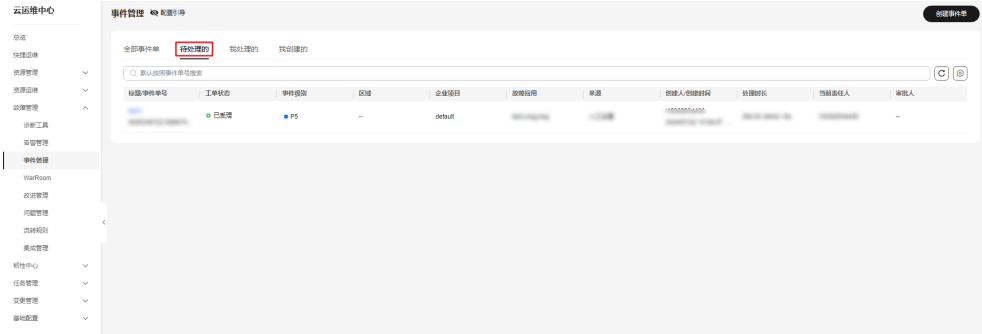 云运维中心
总览
快捷运维
资源管理
资源运维
故障管理
诊断工具
告警管理
事件管理
WarRoom
改进管理
问题管理
流转规则
集成管理
韧性中心
任务管理
变更管理
基础配置
事件管理 配置引导
创建事件单
全部事件单 待处理的 我处理的 我创建的
默认按照事件单号搜索
标题/事件单号 工单状态 事件级别 区域 企业项目 故障应用 来源 创建人/创建时间 处理时长 当前责任人 审批人
已受理 P5 -- default --